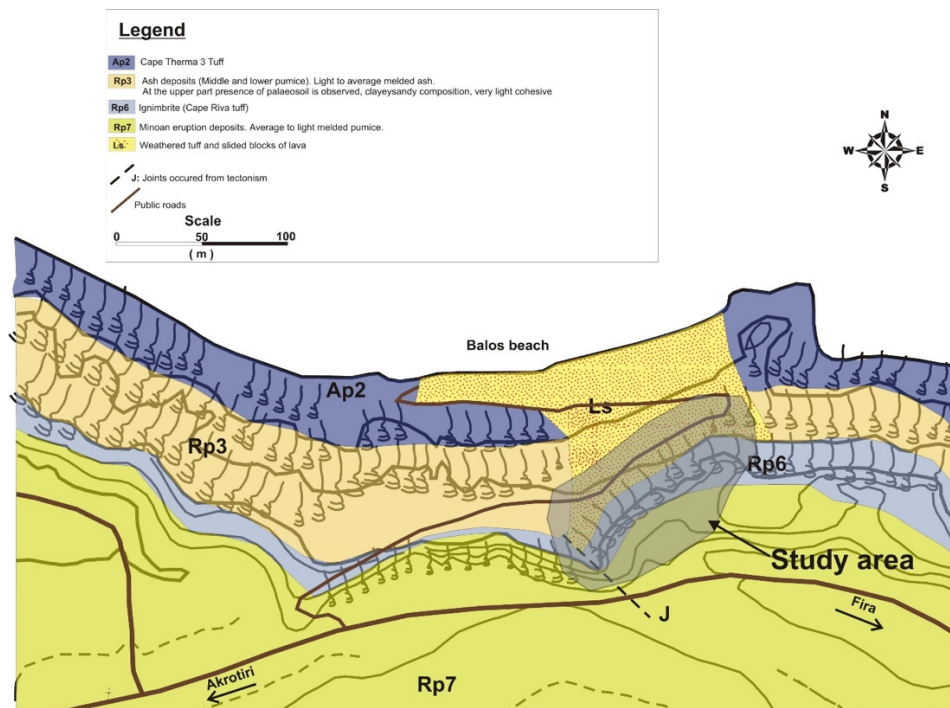 Legend
Ap2 Cape Therma 3 Tuff
Rp3 Ash deposits (Middle and lower pumice). Light to average melded ash.
At the upper part presence of palaeosoil is observed, clayeysandy composition, very light cohesive
Rp6 Ignimbrite (Cape Riva tuff)
Rp7 Minoan eruption deposits. Average to light melded pumice.
Ls Weathered tuff and slided blocks of lava
J: Joints occured from tectonism
Public roads
Scale
0 50 100
( m )
N
W E
S
Balos beach
Ap2
Ls
Rp3
Rp6
Study area
Fira
J
Akrotiri
Rp7